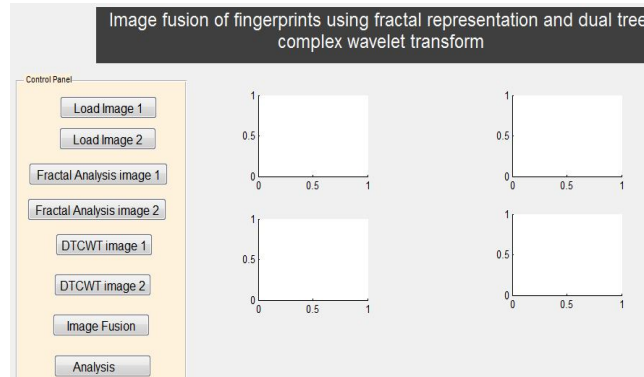 Image fusion of fingerprints using fractal representation and dual tree
complex wavelet transform
Control Panel
Load Image 1
Load Image 2
Fractal Analysis image 1
Fractal Analysis image 2
DTCWT image 1
DTCWT image 2
Image Fusion
Analysis
1
0.5
0
0 0.5 1
1
0.5
0
0 0.5 1
1
0.5
0
0 0.5 1
1
0.5
0
0 0.5 1